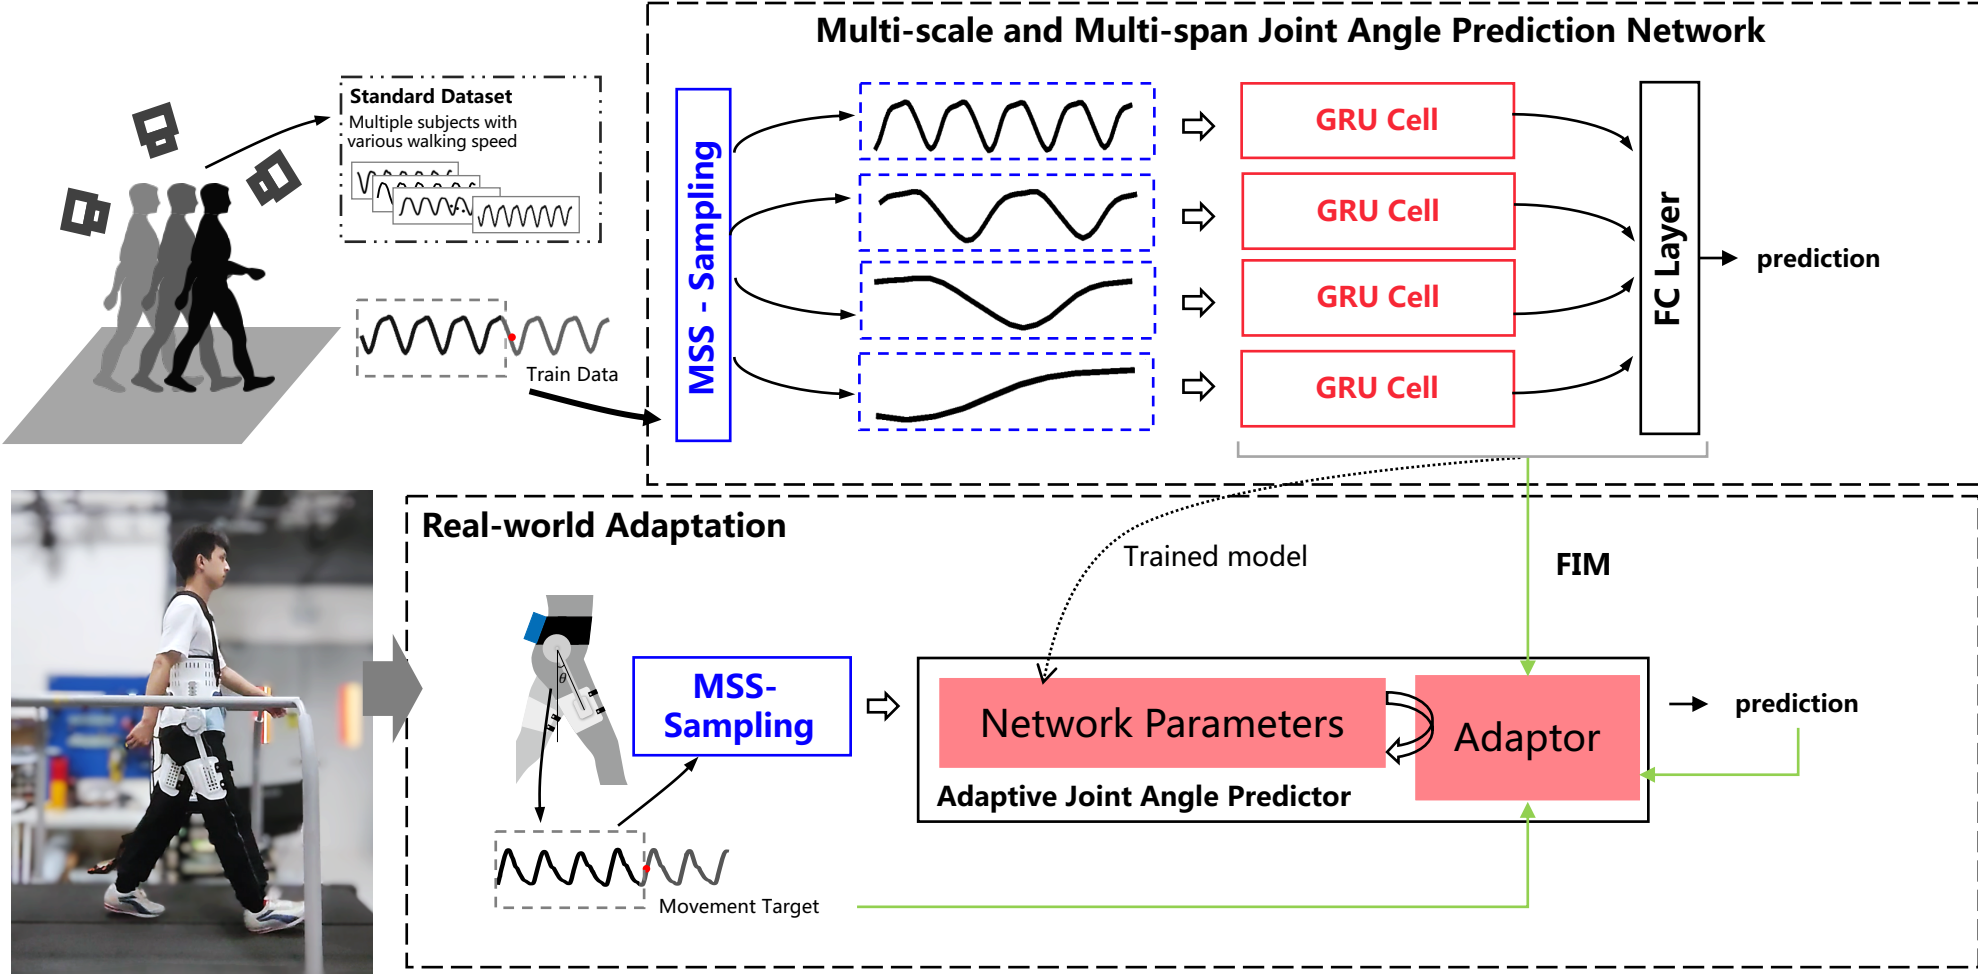 Multi-scale and Multi-span Joint Angle Prediction Network
Standard Dataset
Multiple subjects with
various walking speed
...
Train Data
MSS - Sampling
GRU Cell
GRU Cell
GRU Cell
GRU Cell
FC Layer
prediction
Real-world Adaptation
Trained model
FIM
θ
MSS-
Sampling
Network Parameters
Adaptor
Adaptive Joint Angle Predictor
prediction
Movement Target